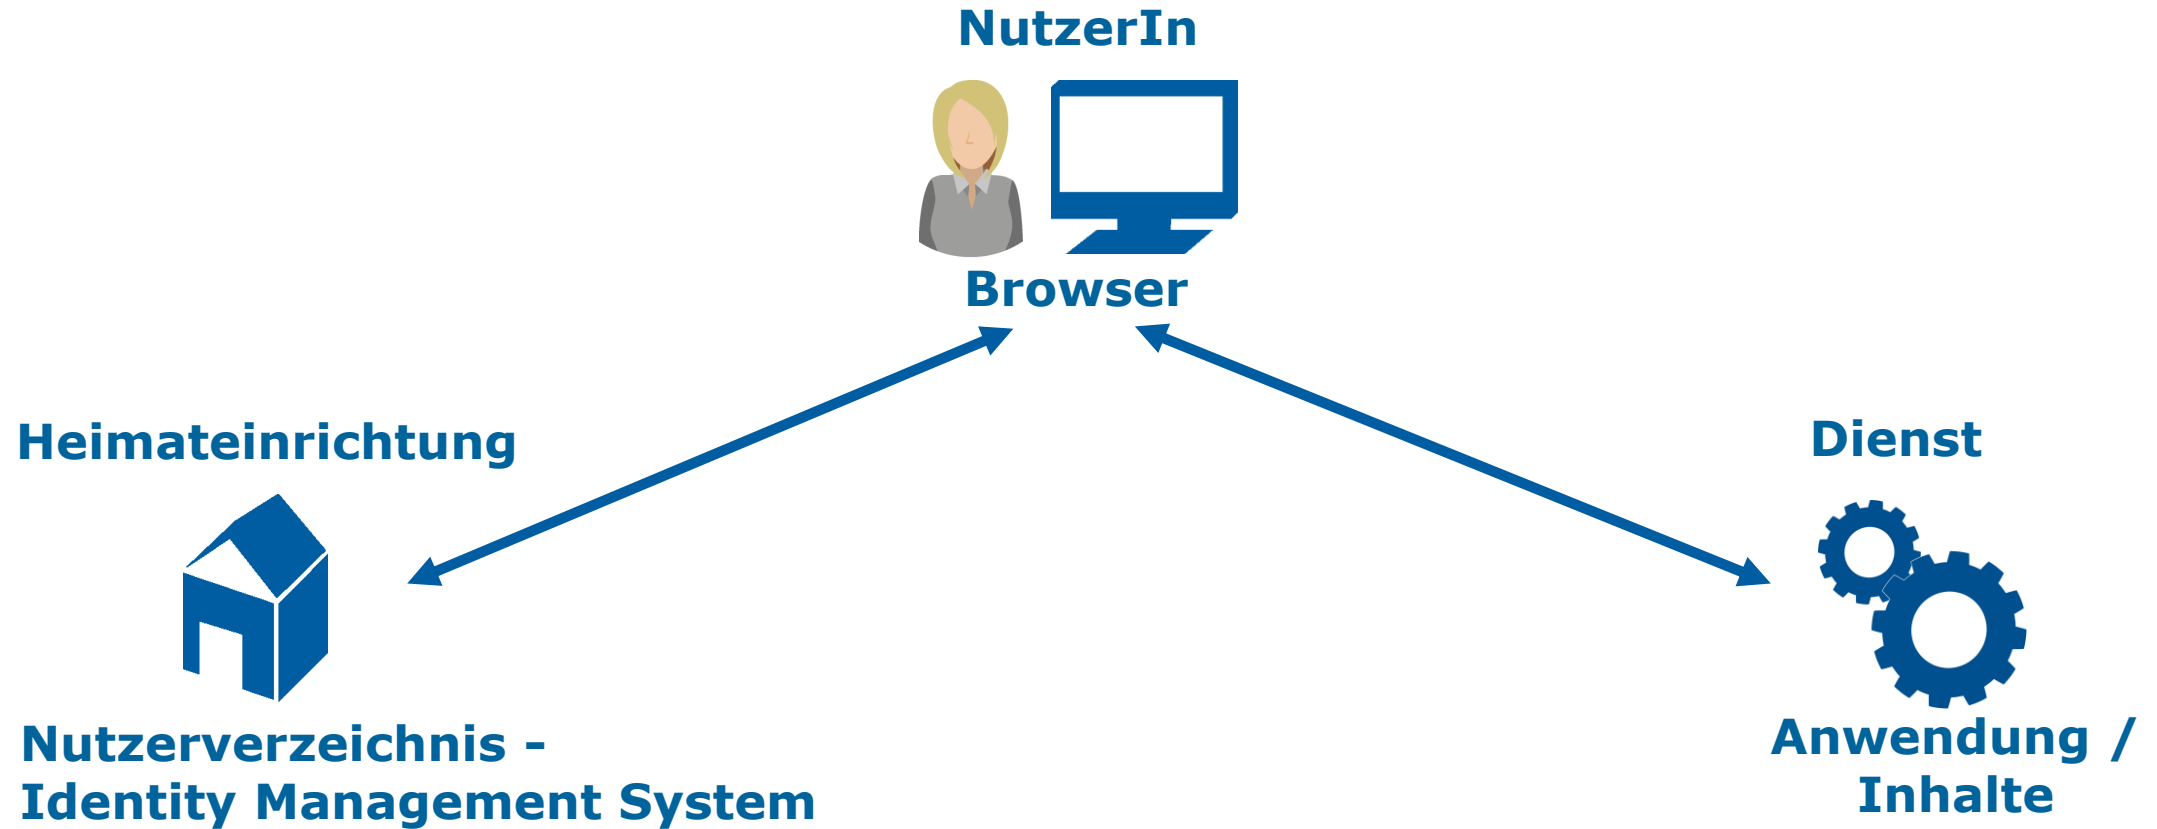 NutzerIn
Browser
Heimateinrichtung
Dienst
Nutzerverzeichnis –
Identity Management System
Anwendung /
Inhalte